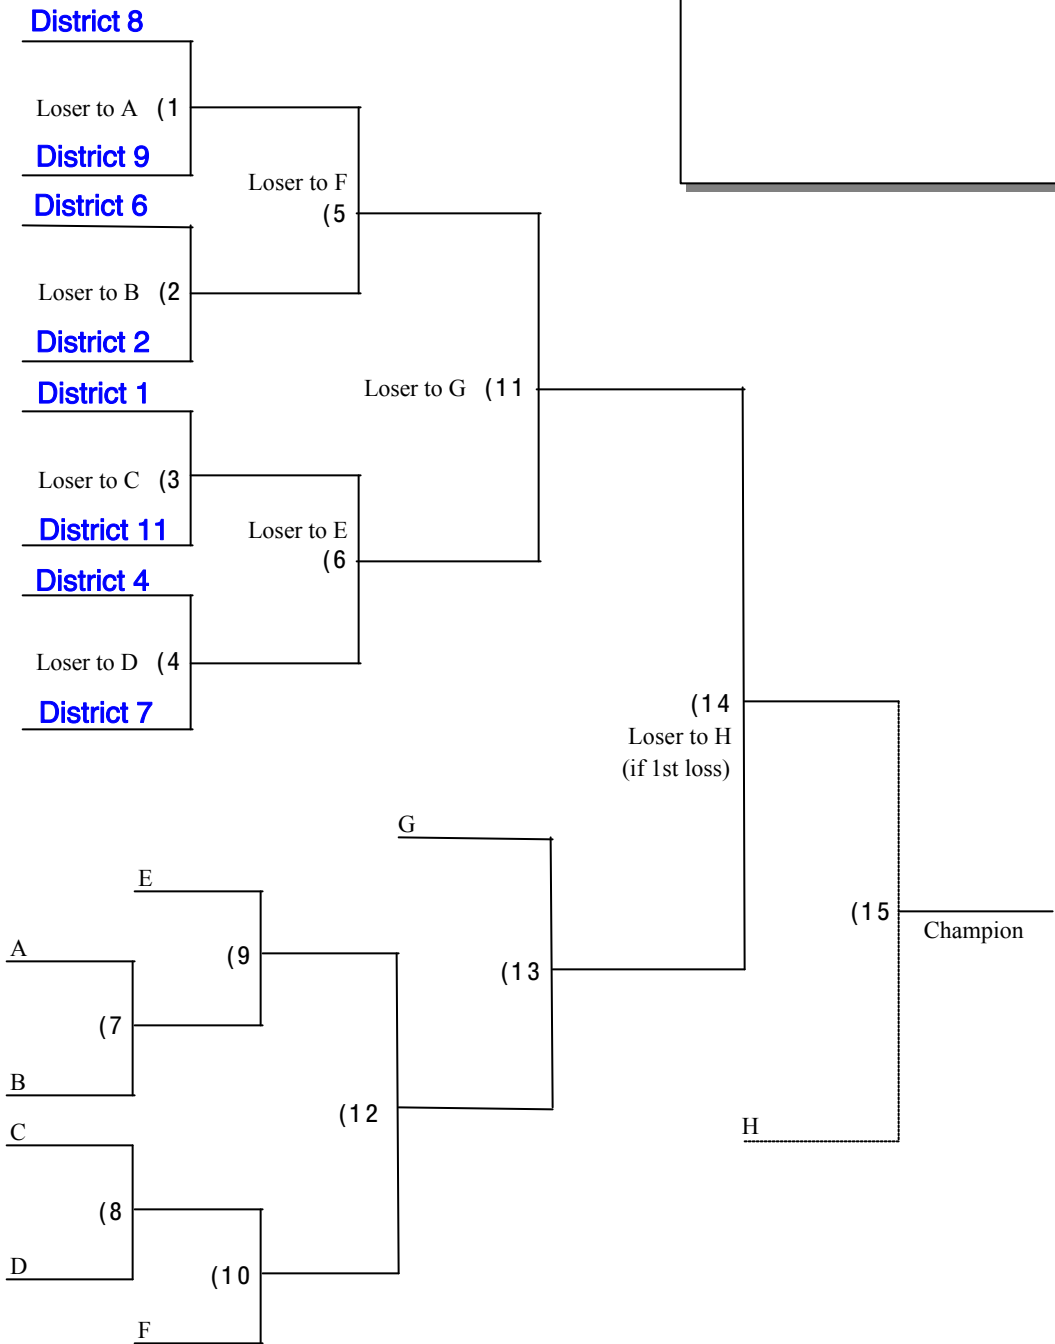 District 8
Loser to A (1
District 9
District 6
Loser to F
(5
Loser to B (2
District 2
District 1
Loser to G (11
Loser to C (3
District 11
Loser to E
(6
District 4
Loser to D (4
District 7
(14
Loser to H
(if 1st loss)
G
E
(15
Champion
A
(9
(13
(7
B
(12
C
H
(8
D
(10
F